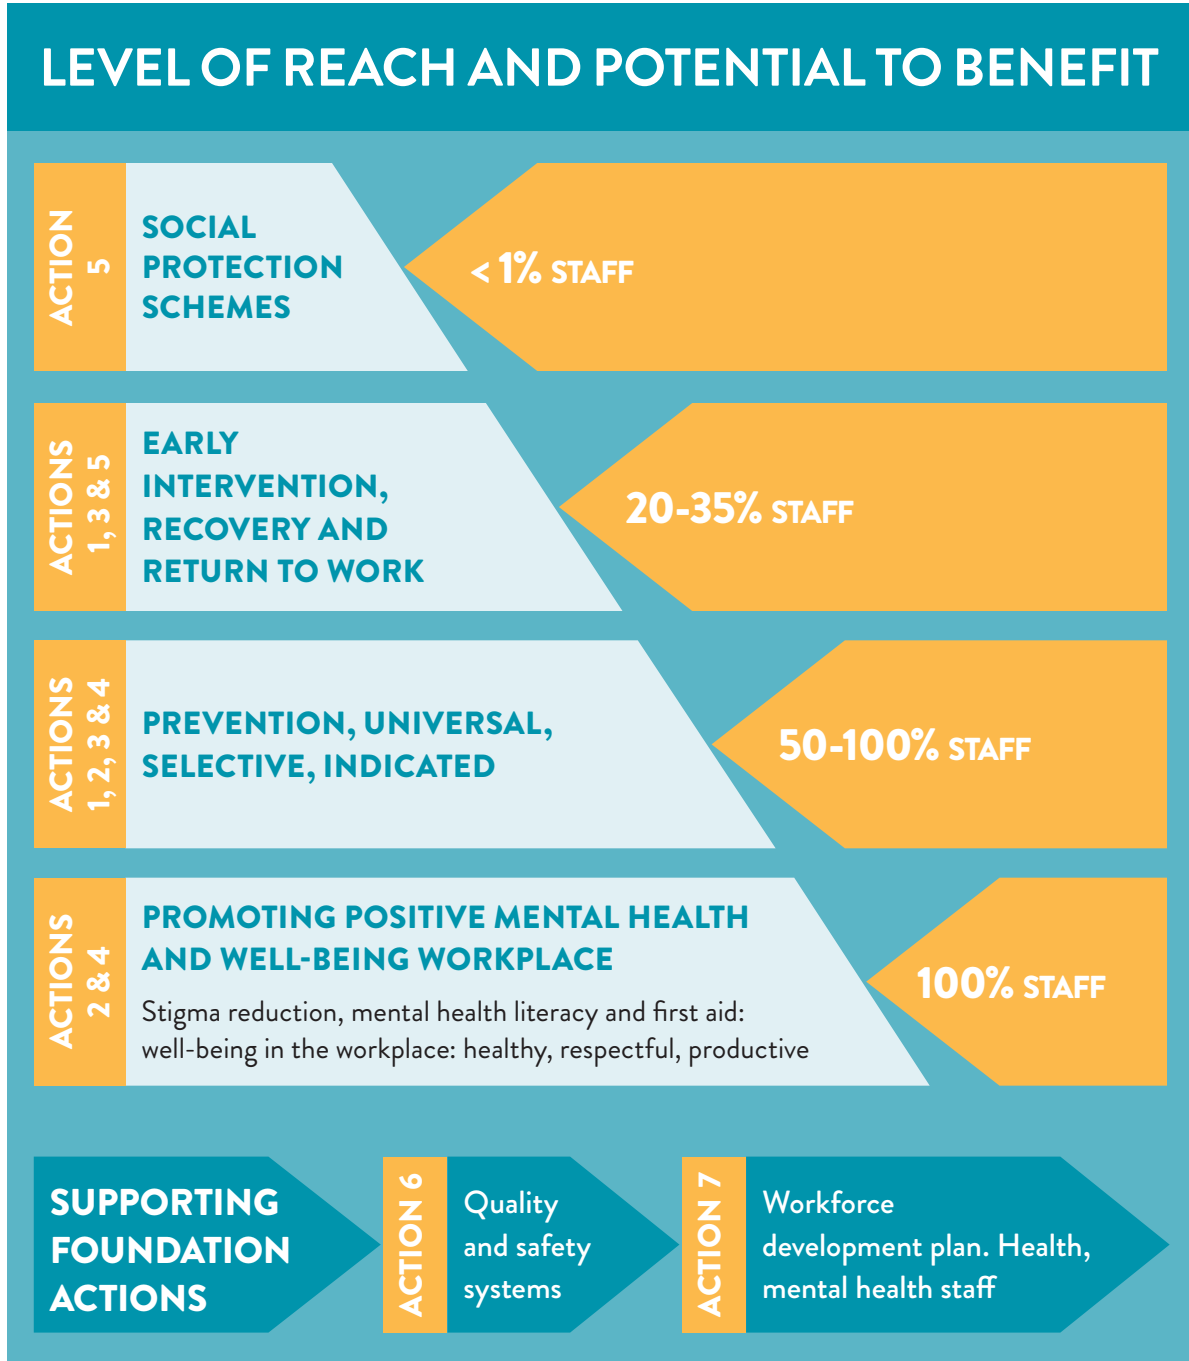 LEVEL OF REACH AND POTENTIAL TO BENEFIT
ACTION
5
SOCIAL
PROTECTION
SCHEMES
< 1% STAFF
ACTIONS
1, 3 & 5
EARLY
INTERVENTION,
RECOVERY AND
RETURN TO WORK
20-35% STAFF
ACTIONS
1, 2, 3 & 4
PREVENTION, UNIVERSAL,
SELECTIVE, INDICATED
50-100% STAFF
ACTIONS
2 & 4
PROMOTING POSITIVE MENTAL HEALTH
AND WELL-BEING WORKPLACE
Stigma reduction, mental health literacy and first aid:
well-being in the workplace: healthy, respectful, productive
100% STAFF
SUPPORTING
FOUNDATION
ACTIONS
ACTION 6
Quality
and safety
systems
ACTION 7
Workforce
development plan. Health,
mental health staff